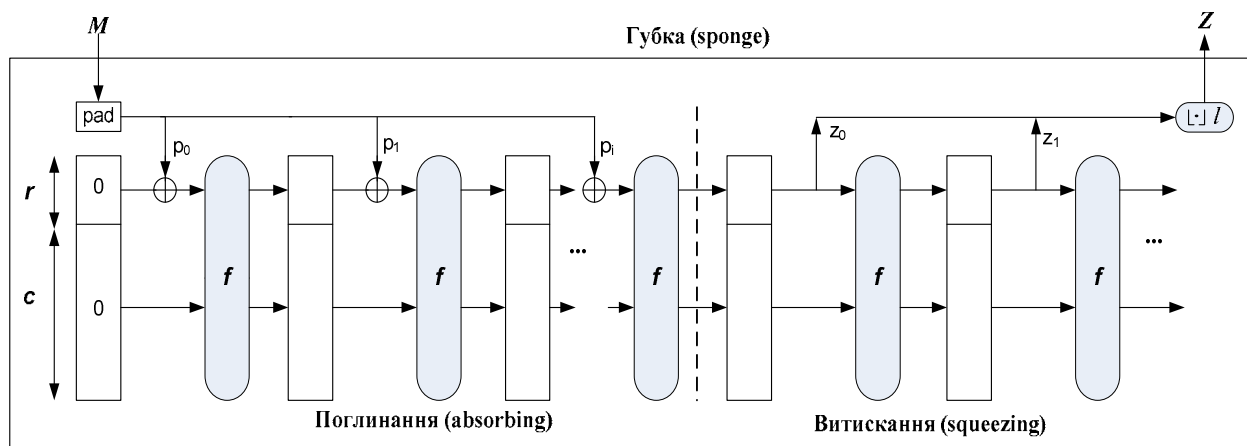 M
Губка (sponge)
Z
pad
⌊·⌋ l
p₀
p₁
pᵢ
z₀
z₁
r
0
...
...
c
0
f
f
f
f
f
Поглинання (absorbing)
Витискання (squeezing)